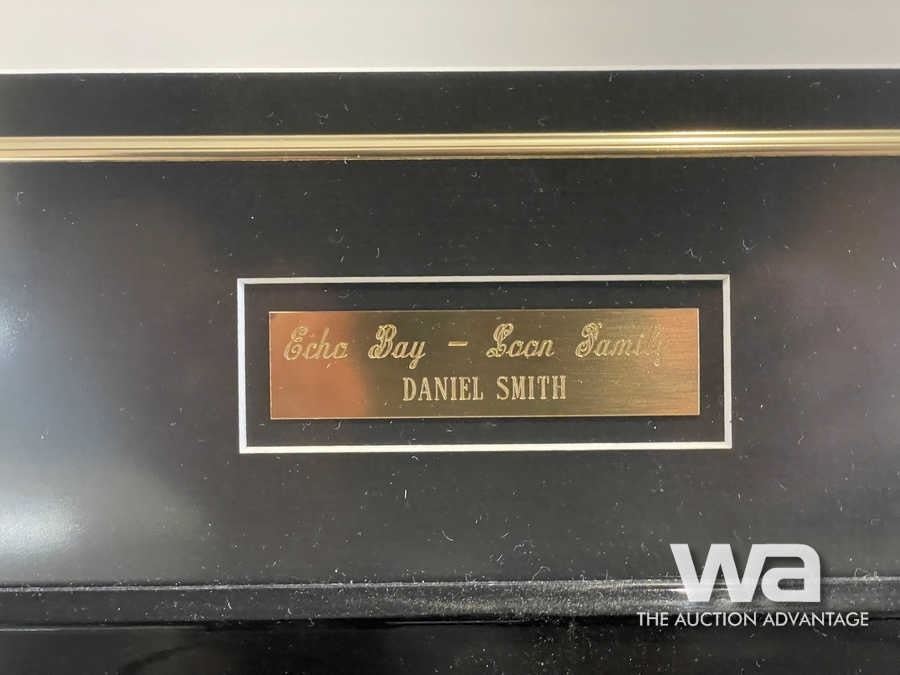 Echo Bay - Loon Family
DANIEL SMITH
wa
THE AUCTION ADVANTAGE